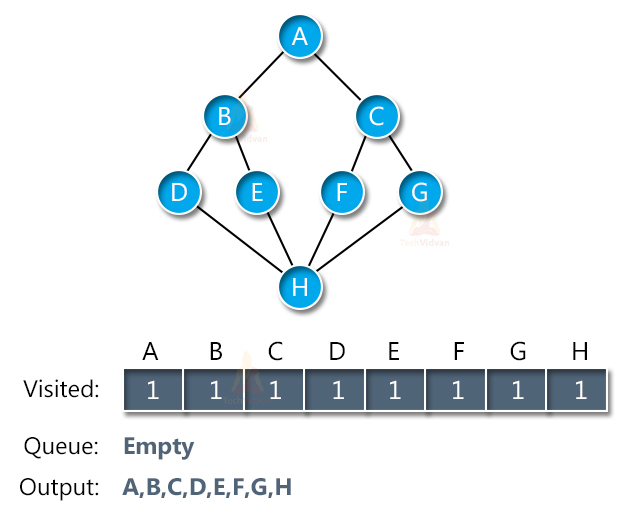 A
B C
D E F G
H
A B C D E F G H
Visited: 1 1 1 1 1 1 1 1
Queue: Empty
Output: A,B,C,D,E,F,G,H
TechVidvan